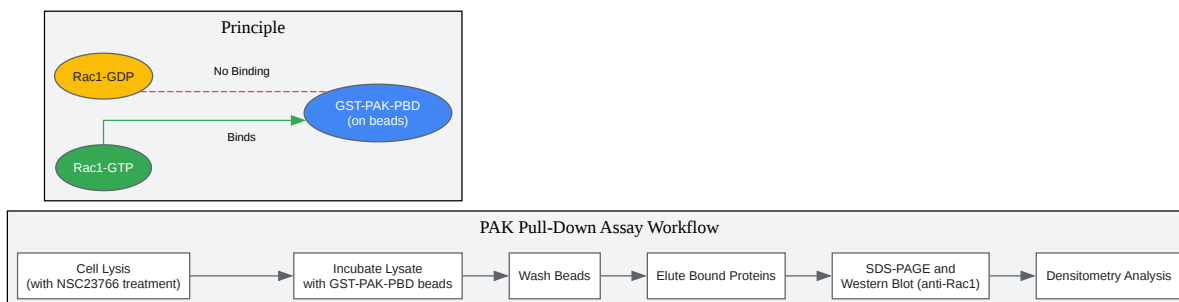 Principle
Rac1-GDP
No Binding
GST-PAK-PBD
(on beads)
Binds
Rac1-GTP
PAK Pull-Down Assay Workflow
Cell Lysis
(with NSC23766 treatment)
Incubate Lysate
with GST-PAK-PBD beads
Wash Beads
Elute Bound Proteins
SDS-PAGE and
Western Blot (anti-Rac1)
Densitometry Analysis